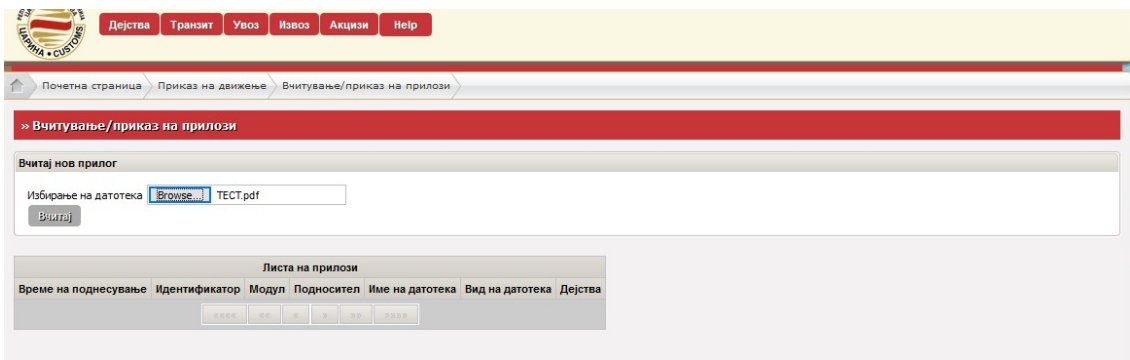 ЦАРИНА • CUSTOMS
Дејства Транзит Увоз Извоз Акцизи Help
Почетна страница Приказ на движење Вчитување/приказ на прилози
» Вчитување/приказ на прилози
Вчитај нов прилог
Избирање на датотека Browse... ТЕСТ.pdf
Вчитај
Листа на прилози
Време на поднесување Идентификатор Модул Подносител Име на датотека Вид на датотека Дејства
«««« «« « » »» »»»»